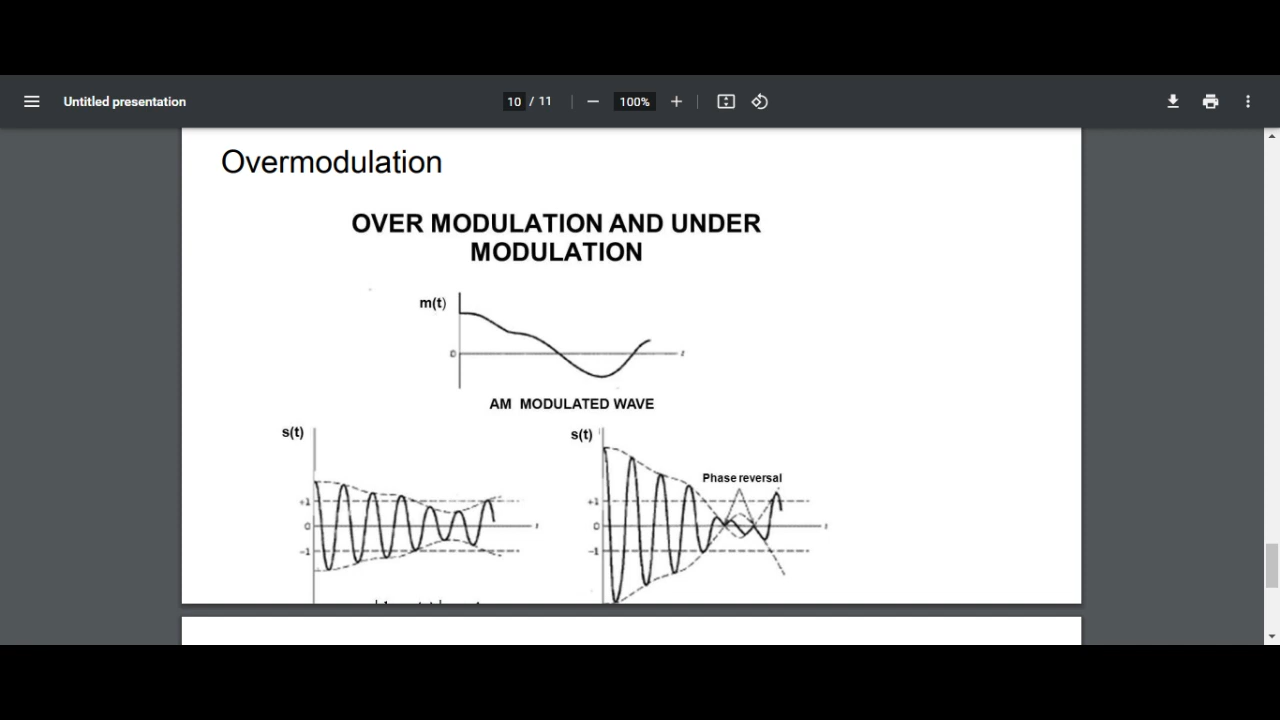 Untitled presentation
10 / 11
100%
Overmodulation
OVER MODULATION AND UNDER
MODULATION
m(t)
0
t
AM MODULATED WAVE
s(t)
+1
0
-1
t
s(t)
Phase reversal
+1
0
-1
t